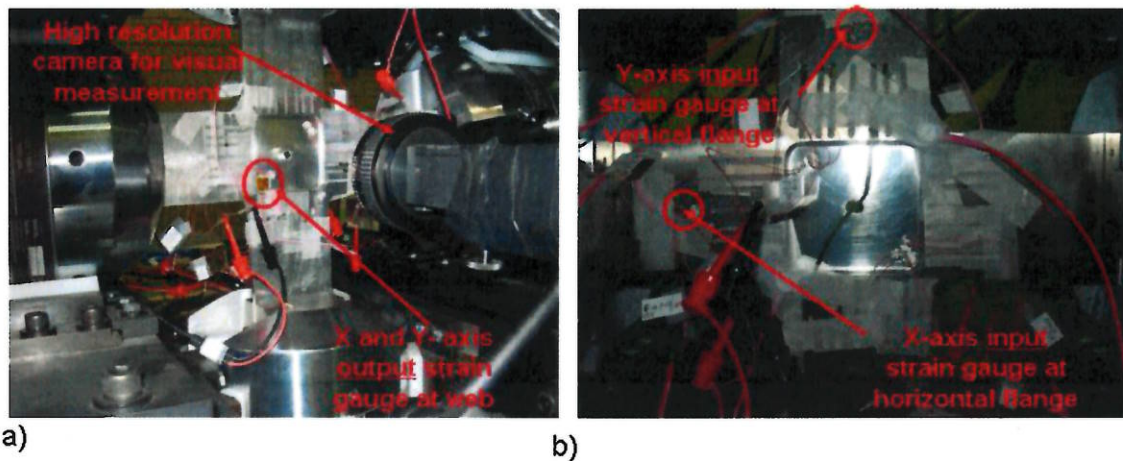 High resolution
camera for visual
measurement
X and Y- axis
output strain
gauge at web
a)
Y-axis input
strain gauge at
vertical flange
X-axis input
strain gauge at
horizontal flange
b)